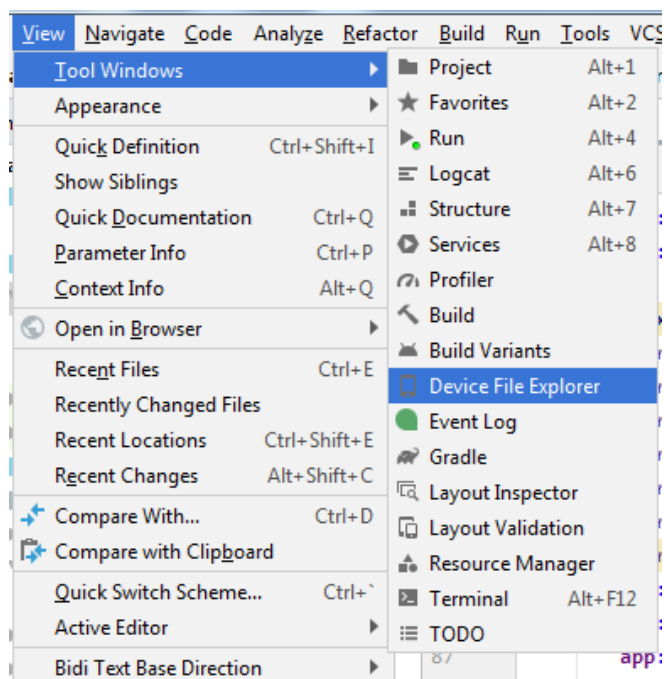 View Navigate Code Analyze Refactor Build Run Tools VCS
Tool Windows
Appearance
Quick Definition Ctrl+Shift+I
Show Siblings
Quick Documentation Ctrl+Q
Parameter Info Ctrl+P
Context Info Alt+Q
Open in Browser
Recent Files Ctrl+E
Recently Changed Files
Recent Locations Ctrl+Shift+E
Recent Changes Alt+Shift+C
Compare With... Ctrl+D
Compare with Clipboard
Quick Switch Scheme... Ctrl+`
Active Editor
Bidi Text Base Direction
Project Alt+1
Favorites Alt+2
Run Alt+4
Logcat Alt+6
Structure Alt+7
Services Alt+8
Profiler
Build
Build Variants
Device File Explorer
Event Log
Gradle
Layout Inspector
Layout Validation
Resource Manager
Terminal Alt+F12
TODO
87 app: